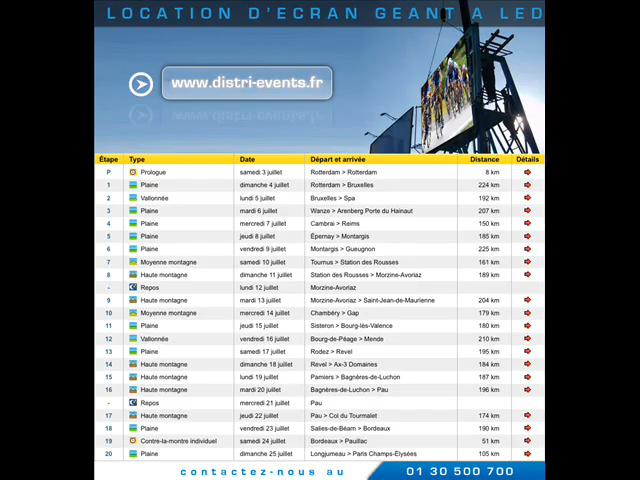 LOCATION D'ECRAN GEANT A LED
www.distri-events.fr
Étape Type Date Départ et arrivée Distance Détails
P Prologue samedi 3 juillet Rotterdam > Rotterdam 8 km
1 Plaine dimanche 4 juillet Rotterdam > Bruxelles 224 km
2 Vallonnée lundi 5 juillet Bruxelles > Spa 192 km
3 Plaine mardi 6 juillet Wanze > Arenberg Porte du Hainaut 207 km
4 Plaine mercredi 7 juillet Cambrai > Reims 150 km
5 Plaine jeudi 8 juillet Épernay > Montargis 185 km
6 Plaine vendredi 9 juillet Montargis > Gueugnon 225 km
7 Moyenne montagne samedi 10 juillet Tournus > Station des Rousses 161 km
8 Haute montagne dimanche 11 juillet Station des Rousses > Morzine-Avoriaz 189 km
- Repos lundi 12 juillet Morzine-Avoriaz
9 Haute montagne mardi 13 juillet Morzine-Avoriaz > Saint-Jean-de-Maurienne 204 km
10 Moyenne montagne mercredi 14 juillet Chambéry > Gap 179 km
11 Plaine jeudi 15 juillet Sisteron > Bourg-lès-Valence 180 km
12 Vallonnée vendredi 16 juillet Bourg-de-Péage > Mende 210 km
13 Plaine samedi 17 juillet Rodez > Revel 195 km
14 Haute montagne dimanche 18 juillet Revel > Ax-3 Domaines 184 km
15 Haute montagne lundi 19 juillet Pamiers > Bagnères-de-Luchon 187 km
16 Haute montagne mardi 20 juillet Bagnères-de-Luchon > Pau 196 km
- Repos mercredi 21 juillet Pau
17 Haute montagne jeudi 22 juillet Pau > Col du Tourmalet 174 km
18 Plaine vendredi 23 juillet Salies-de-Béarn > Bordeaux 190 km
19 Contre-la-montre individuel samedi 24 juillet Bordeaux > Pauillac 51 km
20 Plaine dimanche 25 juillet Longjumeau > Paris Champs-Élysées 105 km
contactez-nous au 01 30 500 700